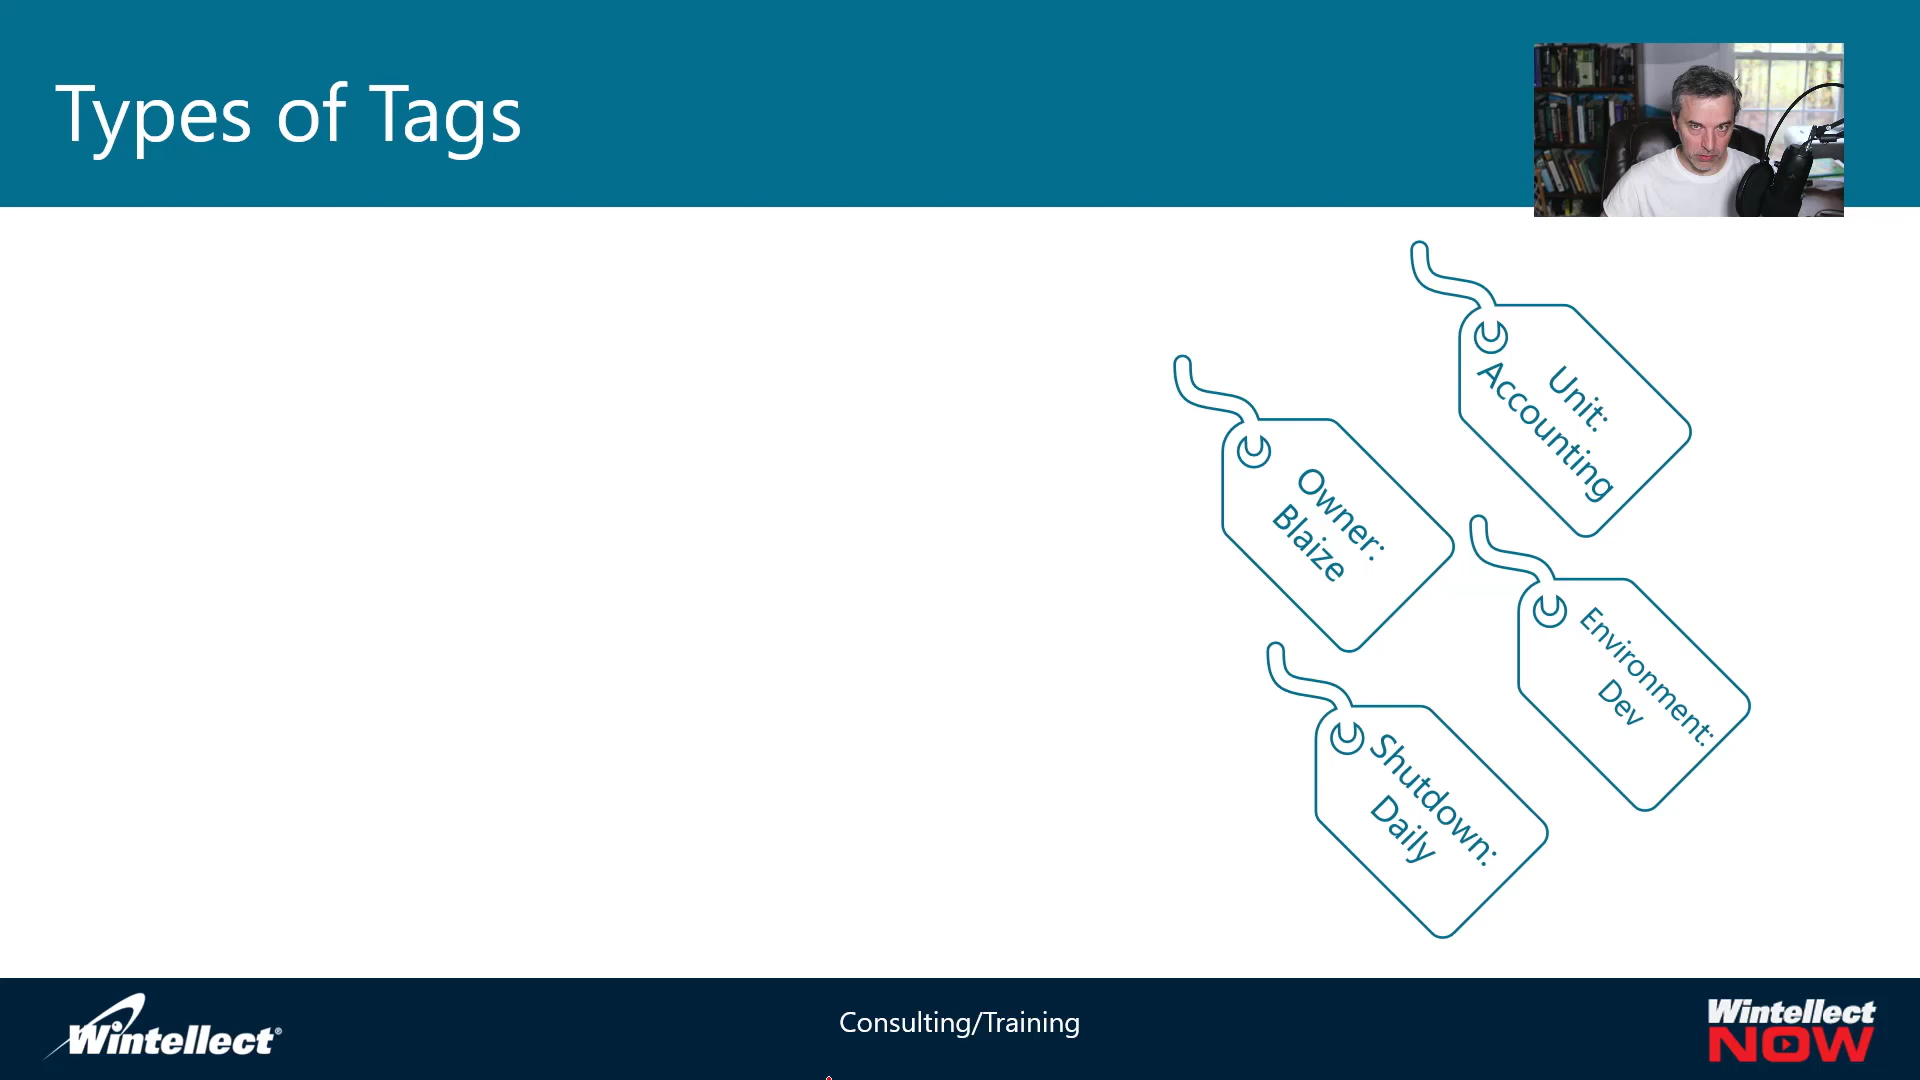 Types of Tags
Unit:
Accounting
Owner:
Blaize
Environment:
Dev
Shutdown:
Daily
Wintellect®
Consulting/Training
Wintellect
NOW